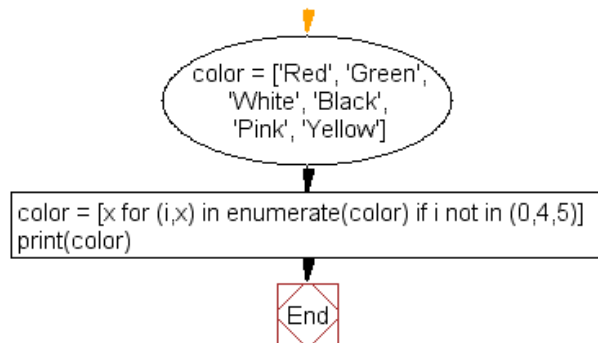 color = ['Red', 'Green',
'White', 'Black',
'Pink', 'Yellow']
color = [x for (i,x) in enumerate(color) if i not in (0,4,5)]
print(color)
End